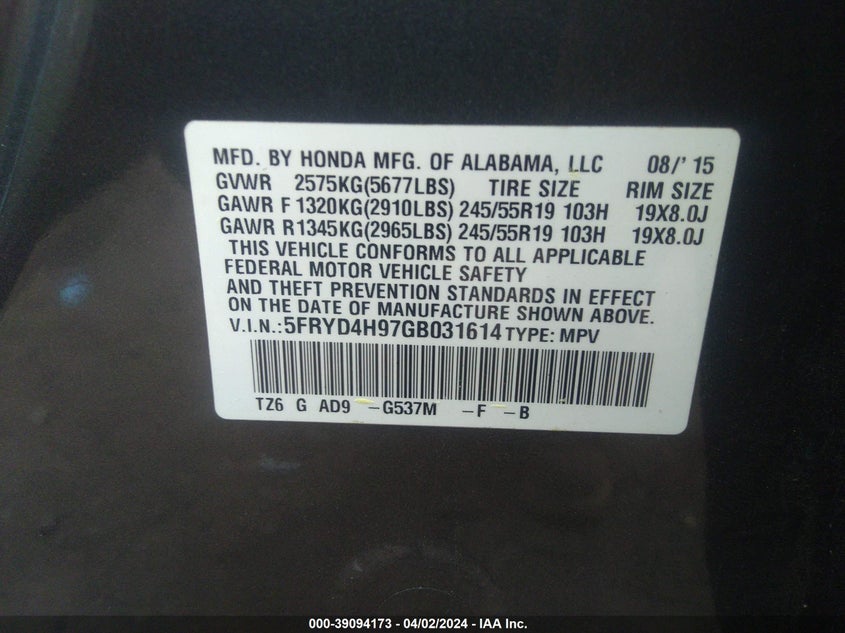 MFD. BY HONDA MFG. OF ALABAMA, LLC 08/' 15
GVWR 2575KG(5677LBS) TIRE SIZE RIM SIZE
GAWR F 1320KG(2910LBS) 245/55R19 103H 19X8.0J
GAWR R1345KG(2965LBS) 245/55R19 103H 19X8.0J
THIS VEHICLE CONFORMS TO ALL APPLICABLE
FEDERAL MOTOR VEHICLE SAFETY
AND THEFT PREVENTION STANDARDS IN EFFECT
ON THE DATE OF MANUFACTURE SHOWN ABOVE.
V.I.N.: 5FRYD4H97GB031614 TYPE: MPV
TZ6 G AD9 -G537M -F -B
000-39094173 - 04/02/2024 - IAA Inc.